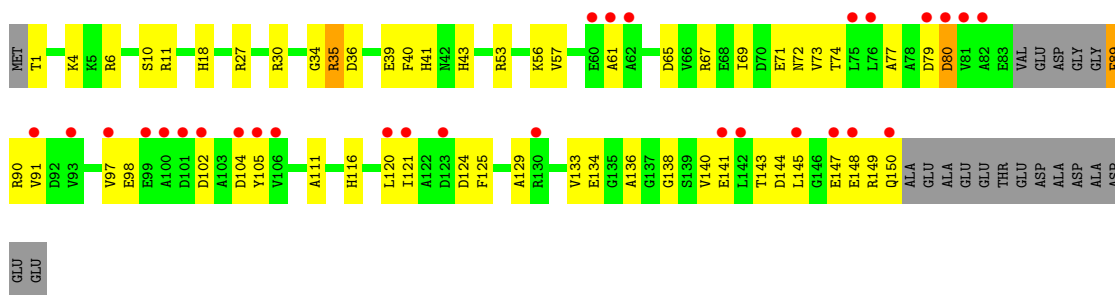 MET T1 K4 K5 R6 S10 R11 H18 R27 R30 G34 R35 D36 E39 F40 H41 N42 H43 R53 K56 V57 E60 A61 A62 D65 V66 R67 E68 I69 D70 E71 N72 V73 T74 L75 L76 A77 A78 D79 D80 V81 A82 E83 VAL GLU ASP GLY GLY E89
R90 V91 D92 V93 V97 E98 E99 A100 D101 D102 A103 D104 Y105 V106 A111 H116 L120 I121 A122 D123 D124 F125 A129 R130 V133 E134 G135 A136 G137 G138 S139 V140 E141 L142 T143 D144 L145 G146 E147 E148 R149 Q150 ALA GLU ALA GLU GLU THR GLU ASP ALA ASP ALA ASP
GLU GLU